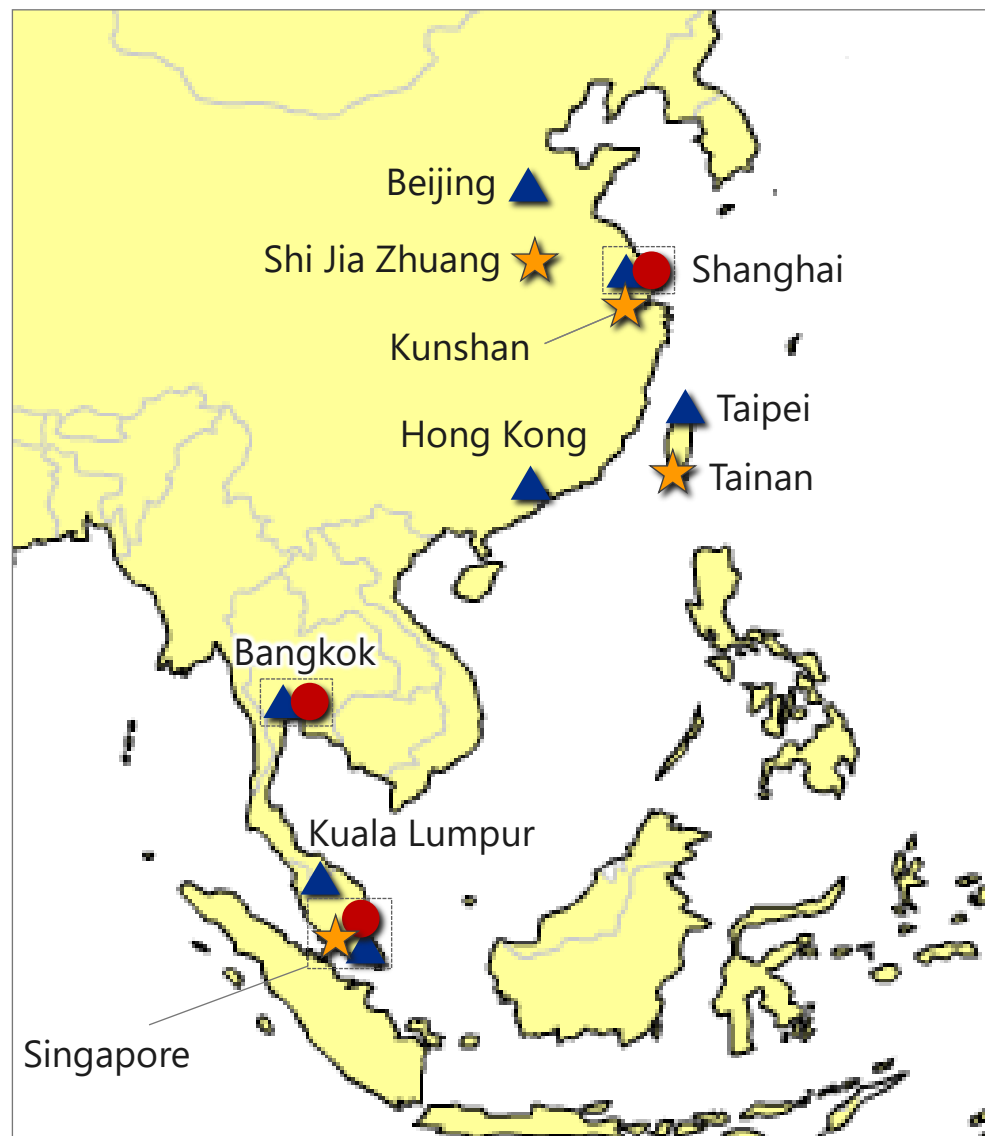 Beijing
Shi Jia Zhuang
Shanghai
Kunshan
Taipei
Hong Kong
Tainan
Bangkok
Kuala Lumpur
Singapore